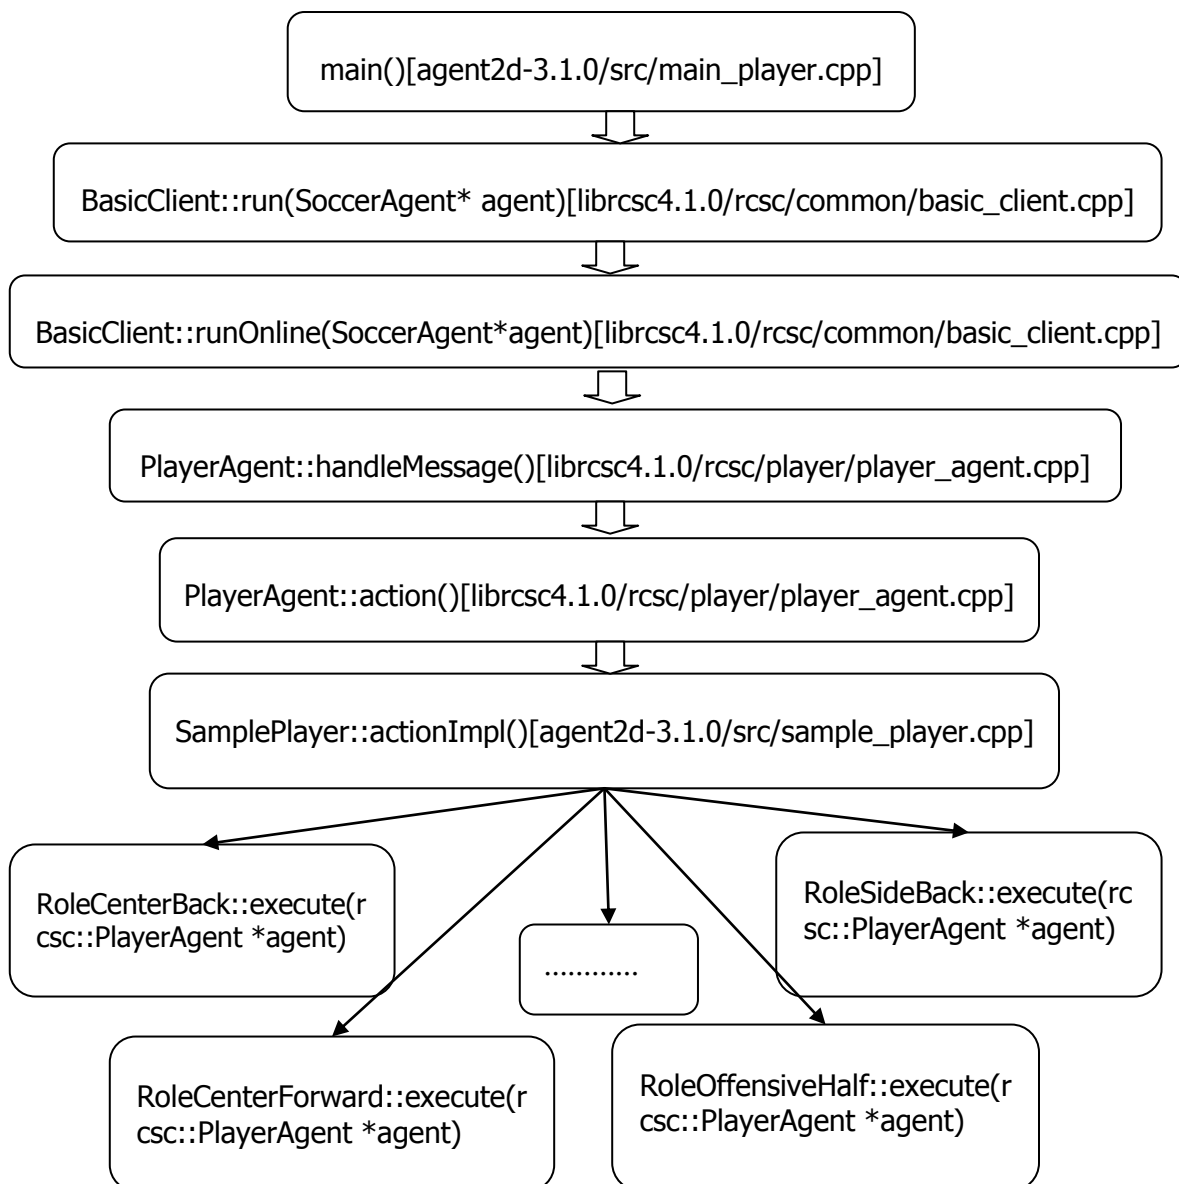 main()[agent2d-3.1.0/src/main_player.cpp]
BasicClient::run(SoccerAgent* agent)[librcsc4.1.0/rcsc/common/basic_client.cpp]
BasicClient::runOnline(SoccerAgent*agent)[librcsc4.1.0/rcsc/common/basic_client.cpp]
PlayerAgent::handleMessage()[librcsc4.1.0/rcsc/player/player_agent.cpp]
PlayerAgent::action()[librcsc4.1.0/rcsc/player/player_agent.cpp]
SamplePlayer::actionImpl()[agent2d-3.1.0/src/sample_player.cpp]
RoleCenterBack::execute(r
csc::PlayerAgent *agent)
............
RoleSideBack::execute(rc
sc::PlayerAgent *agent)
RoleCenterForward::execute(r
csc::PlayerAgent *agent)
RoleOffensiveHalf::execute(r
csc::PlayerAgent *agent)